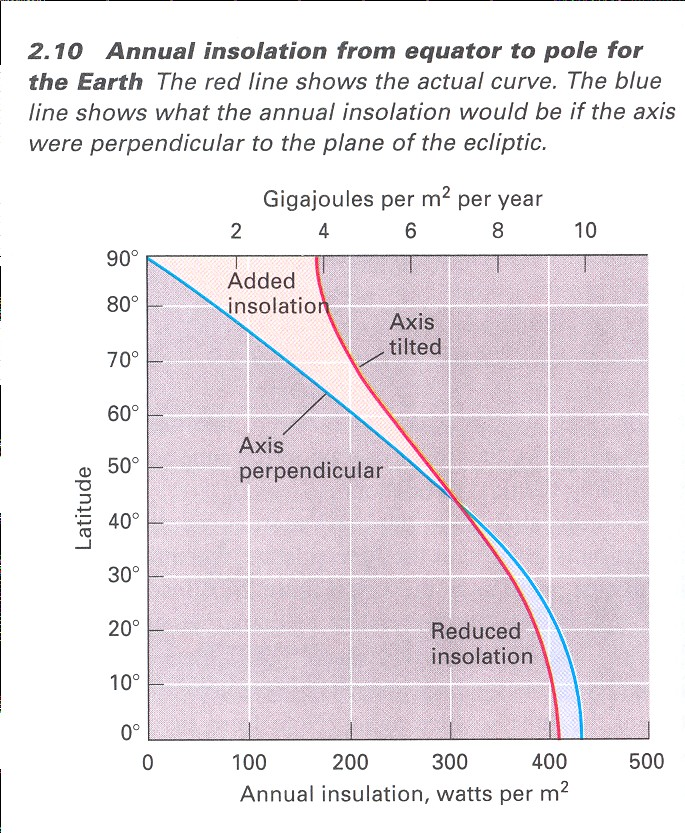 2.10 Annual insolation from equator to pole for
the Earth The red line shows the actual curve. The blue
line shows what the annual insolation would be if the axis
were perpendicular to the plane of the ecliptic.
Gigajoules per m² per year
2 4 6 8 10
90°
Added
insolation
80°
Axis
tilted
70°
60°
Axis
perpendicular
50°
Latitude
40°
30°
20°
Reduced
insolation
10°
0°
0 100 200 300 400 500
Annual insulation, watts per m²